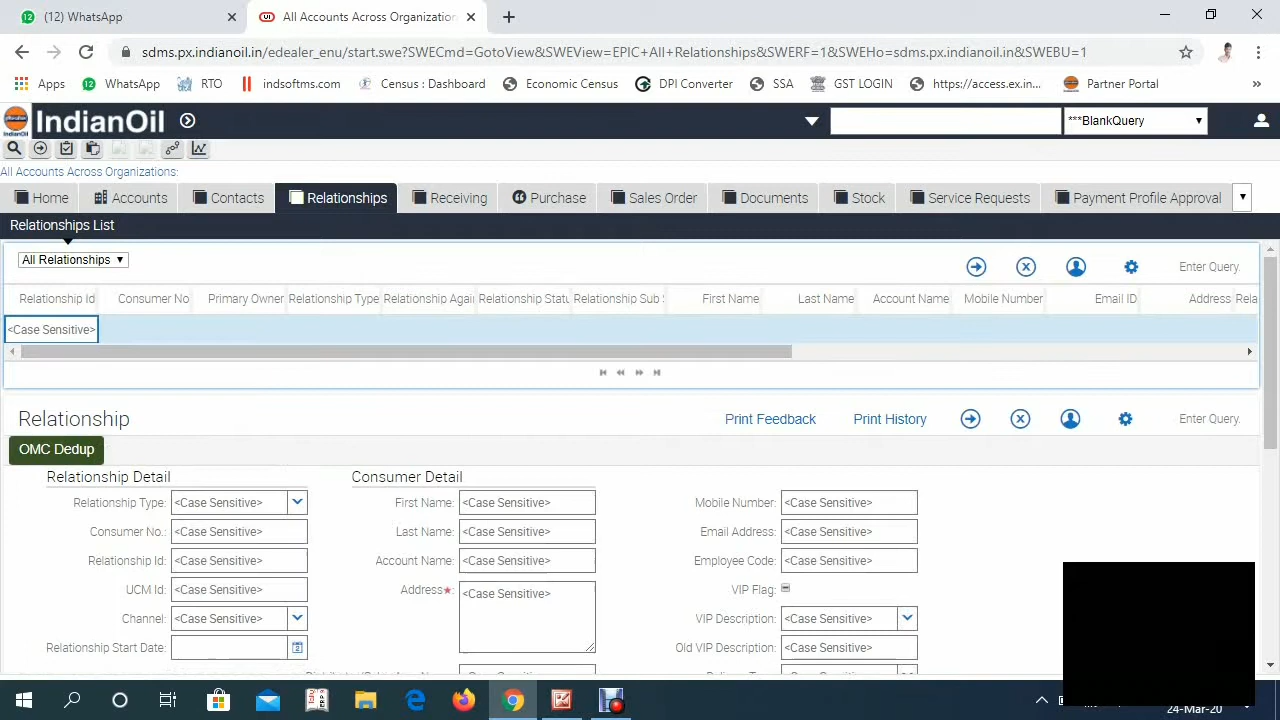 (12) WhatsApp
All Accounts Across Organization
sdms.px.indianoil.in/edealer_enu/start.swe?SWECmd=GotoView&SWEView=EPIC+All+Relationships&SWERF=1&SWEHo=sdms.px.indianoil.in&SWEBU=1
Apps WhatsApp RTO indsoftms.com Census : Dashboard Economic Census DPI Converter SSA GST LOGIN https://access.ex.in... Partner Portal »
IndianOil ***BlankQuery
All Accounts Across Organizations:
Home Accounts Contacts Relationships Receiving Purchase Sales Order Documents Stock Service Requests Payment Profile Approval
Relationships List
All Relationships Enter Query.
Relationship Id Consumer No Primary Owner Relationship Type Relationship Agai Relationship Statu Relationship Sub First Name Last Name Account Name Mobile Number Email ID Address Rela
<Case Sensitive>
Relationship Print Feedback Print History Enter Query.
OMC Dedup
Relationship Detail Consumer Detail
Relationship Type: <Case Sensitive> First Name: <Case Sensitive> Mobile Number: <Case Sensitive>
Consumer No.: <Case Sensitive> Last Name: <Case Sensitive> Email Address: <Case Sensitive>
Relationship Id: <Case Sensitive> Account Name: <Case Sensitive> Employee Code: <Case Sensitive>
UCM Id: <Case Sensitive> Address*: <Case Sensitive> VIP Flag:
Channel: <Case Sensitive> VIP Description: <Case Sensitive>
Relationship Start Date: Old VIP Description: <Case Sensitive>
24-Mar-20